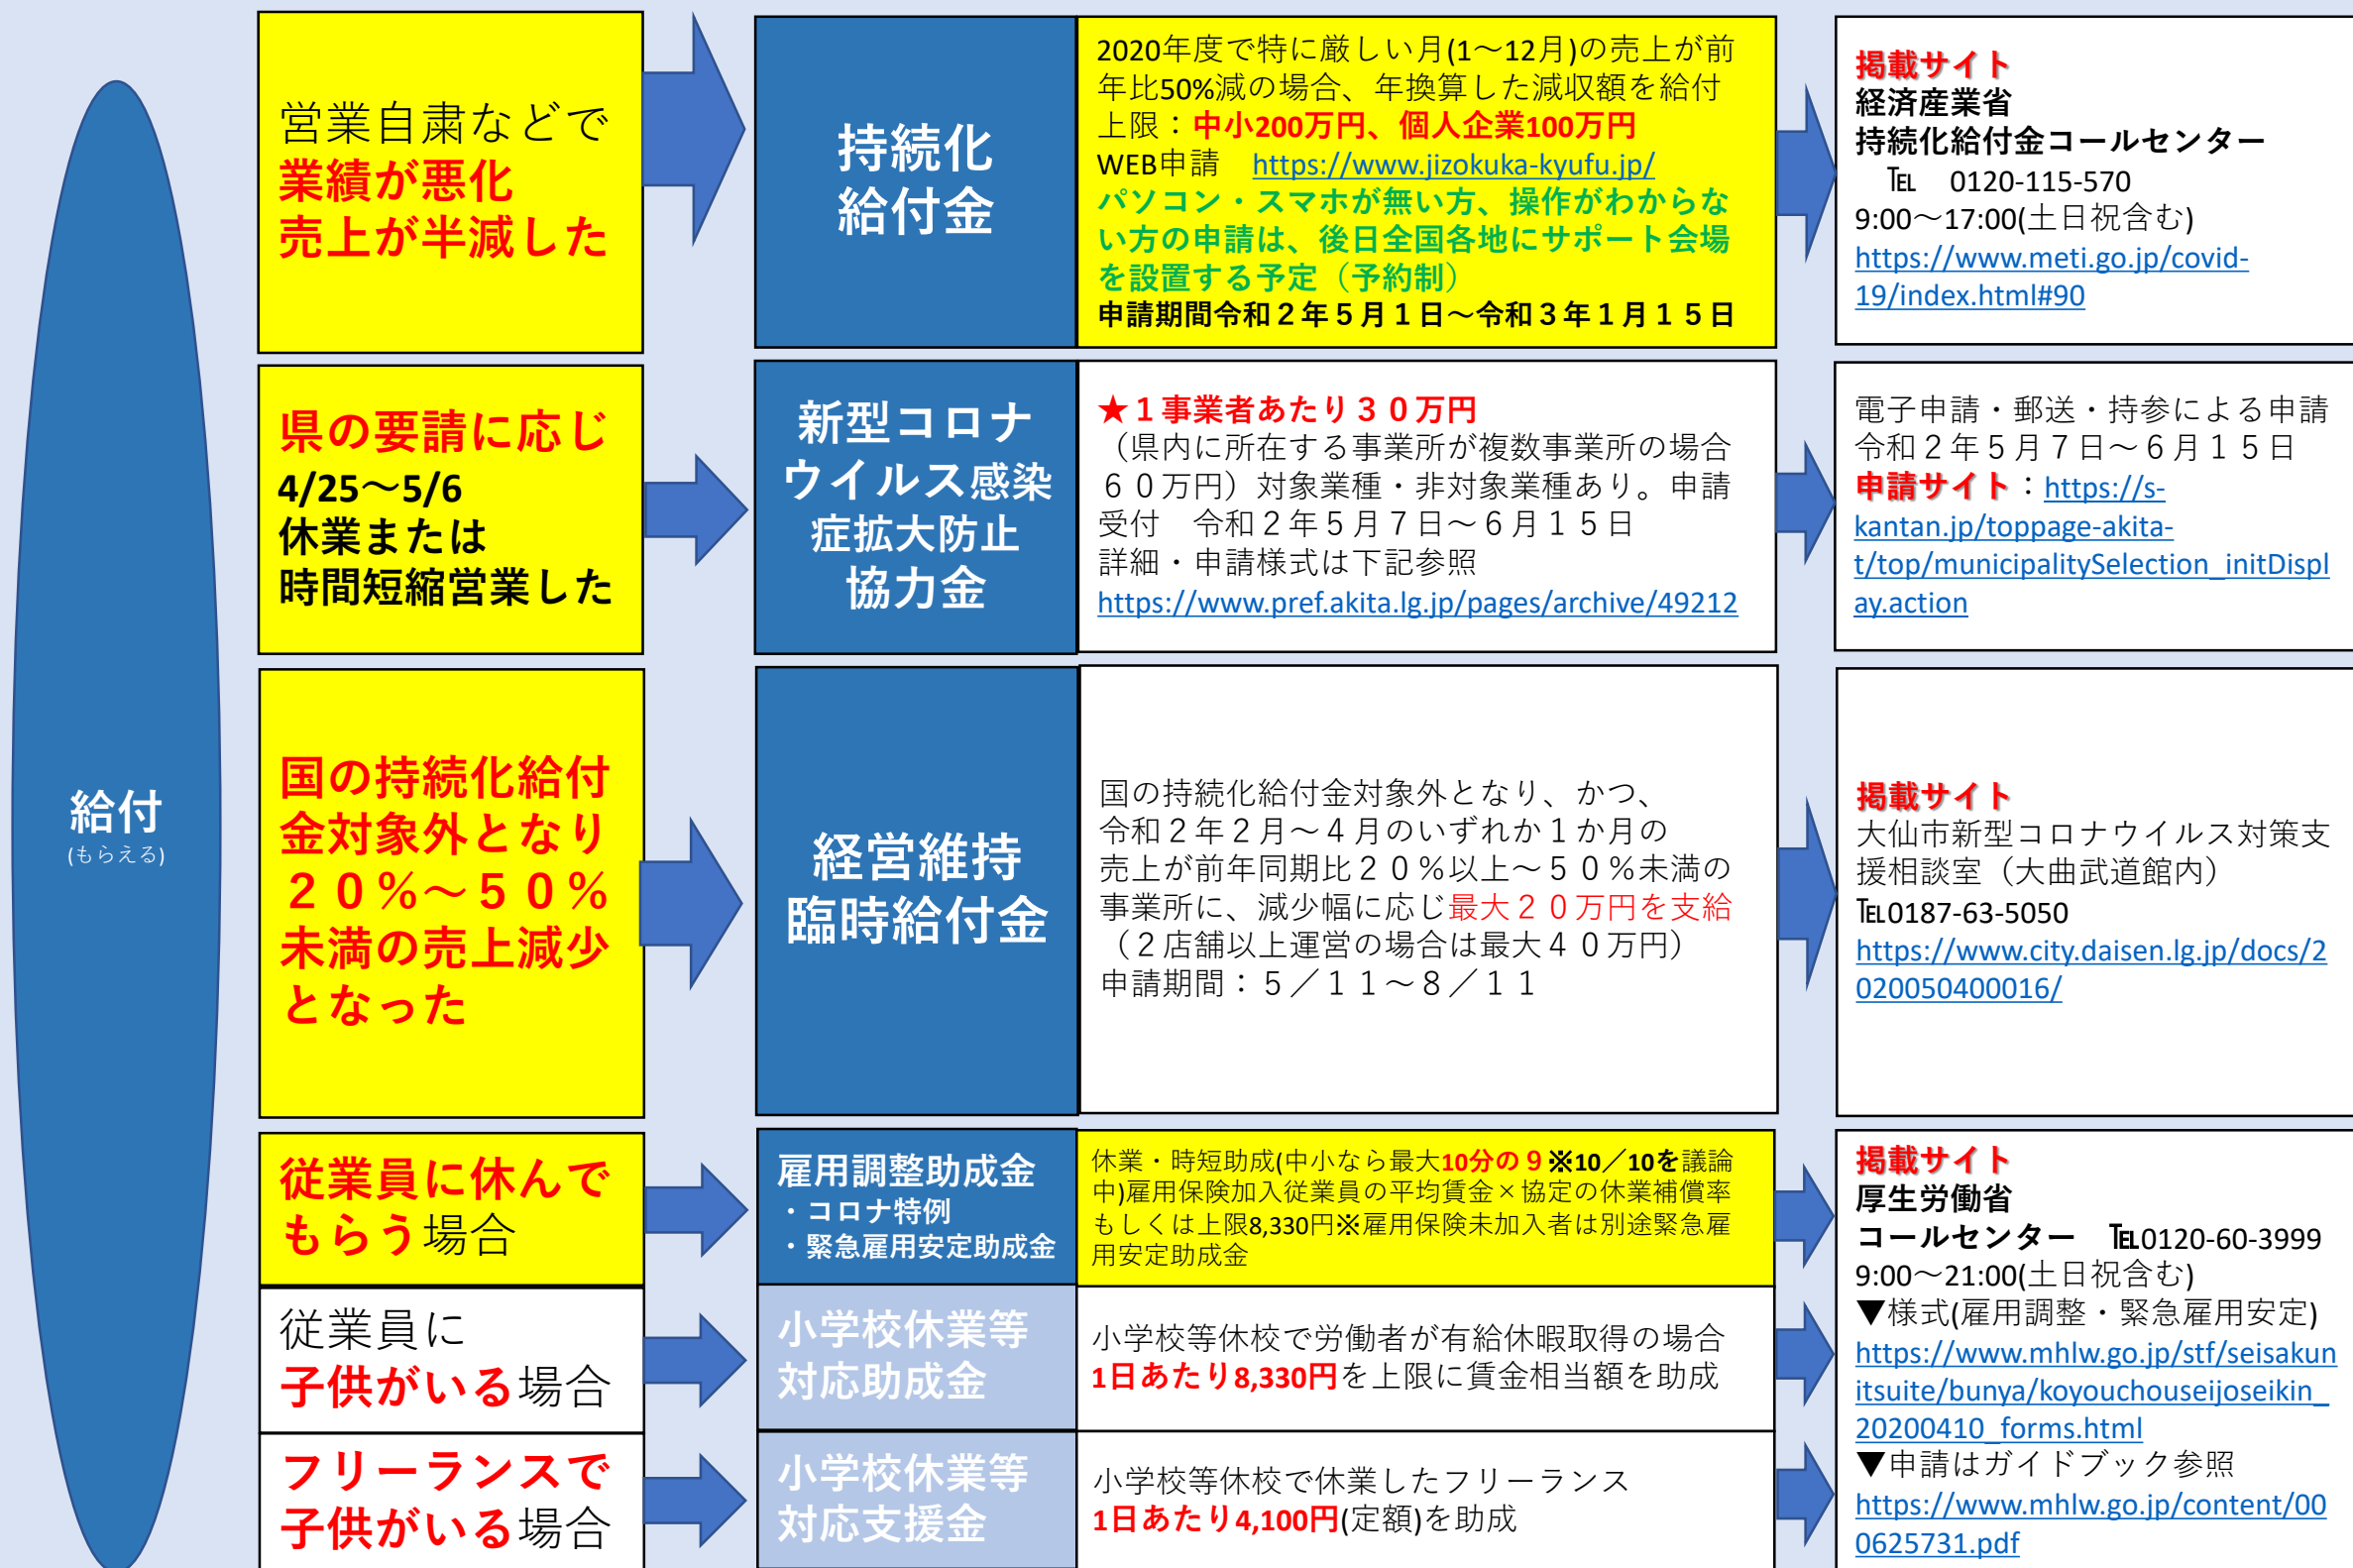 給付
(もらえる)
営業自粛などで
業績が悪化
売上が半減した
持続化
給付金
2020年度で特に厳しい月(1～12月)の売上が前
年比50%減の場合、年換算した減収額を給付
上限：中小200万円、個人企業100万円
WEB申請　https://www.jizokuka-kyufu.jp/
パソコン・スマホが無い方、操作がわからな
い方の申請は、後日全国各地にサポート会場
を設置する予定（予約制）
申請期間令和２年５月１日～令和３年１月１５日
掲載サイト
経済産業省
持続化給付金コールセンター
℡　0120-115-570
9:00～17:00(土日祝含む)
https://www.meti.go.jp/covid-
19/index.html#90
県の要請に応じ
4/25～5/6
休業または
時間短縮営業した
新型コロナ
ウイルス感染
症拡大防止
協力金
★１事業者あたり３０万円
（県内に所在する事業所が複数事業所の場合
６０万円）対象業種・非対象業種あり。申請
受付　令和２年５月７日～６月１５日
詳細・申請様式は下記参照
https://www.pref.akita.lg.jp/pages/archive/49212
電子申請・郵送・持参による申請
令和２年５月７日～６月１５日
申請サイト：https://s-
kantan.jp/toppage-akita-
t/top/municipalitySelection_initDispl
ay.action
国の持続化給付
金対象外となり
２０％～５０％
未満の売上減少
となった
経営維持
臨時給付金
国の持続化給付金対象外となり、かつ、
令和２年２月～４月のいずれか１か月の
売上が前年同期比２０％以上～５０％未満の
事業所に、減少幅に応じ最大２０万円を支給
（２店舗以上運営の場合は最大４０万円）
申請期間：５／１１～８／１１
掲載サイト
大仙市新型コロナウイルス対策支
援相談室（大曲武道館内）
℡0187-63-5050
https://www.city.daisen.lg.jp/docs/2
020050400016/
従業員に休んで
もらう場合
雇用調整助成金
・コロナ特例
・緊急雇用安定助成金
休業・時短助成(中小なら最大10分の９※10／10を議論
中)雇用保険加入従業員の平均賃金×協定の休業補償率
もしくは上限8,330円※雇用保険未加入者は別途緊急雇
用安定助成金
従業員に
子供がいる場合
小学校休業等
対応助成金
小学校等休校で労働者が有給休暇取得の場合
1日あたり8,330円を上限に賃金相当額を助成
フリーランスで
子供がいる場合
小学校休業等
対応支援金
小学校等休校で休業したフリーランス
1日あたり4,100円(定額)を助成
掲載サイト
厚生労働省
コールセンター　℡0120-60-3999
9:00～21:00(土日祝含む)
▼様式(雇用調整・緊急雇用安定)
https://www.mhlw.go.jp/stf/seisakun
itsuite/bunya/koyouchouseijoseikin_
20200410_forms.html
▼申請はガイドブック参照
https://www.mhlw.go.jp/content/00
0625731.pdf